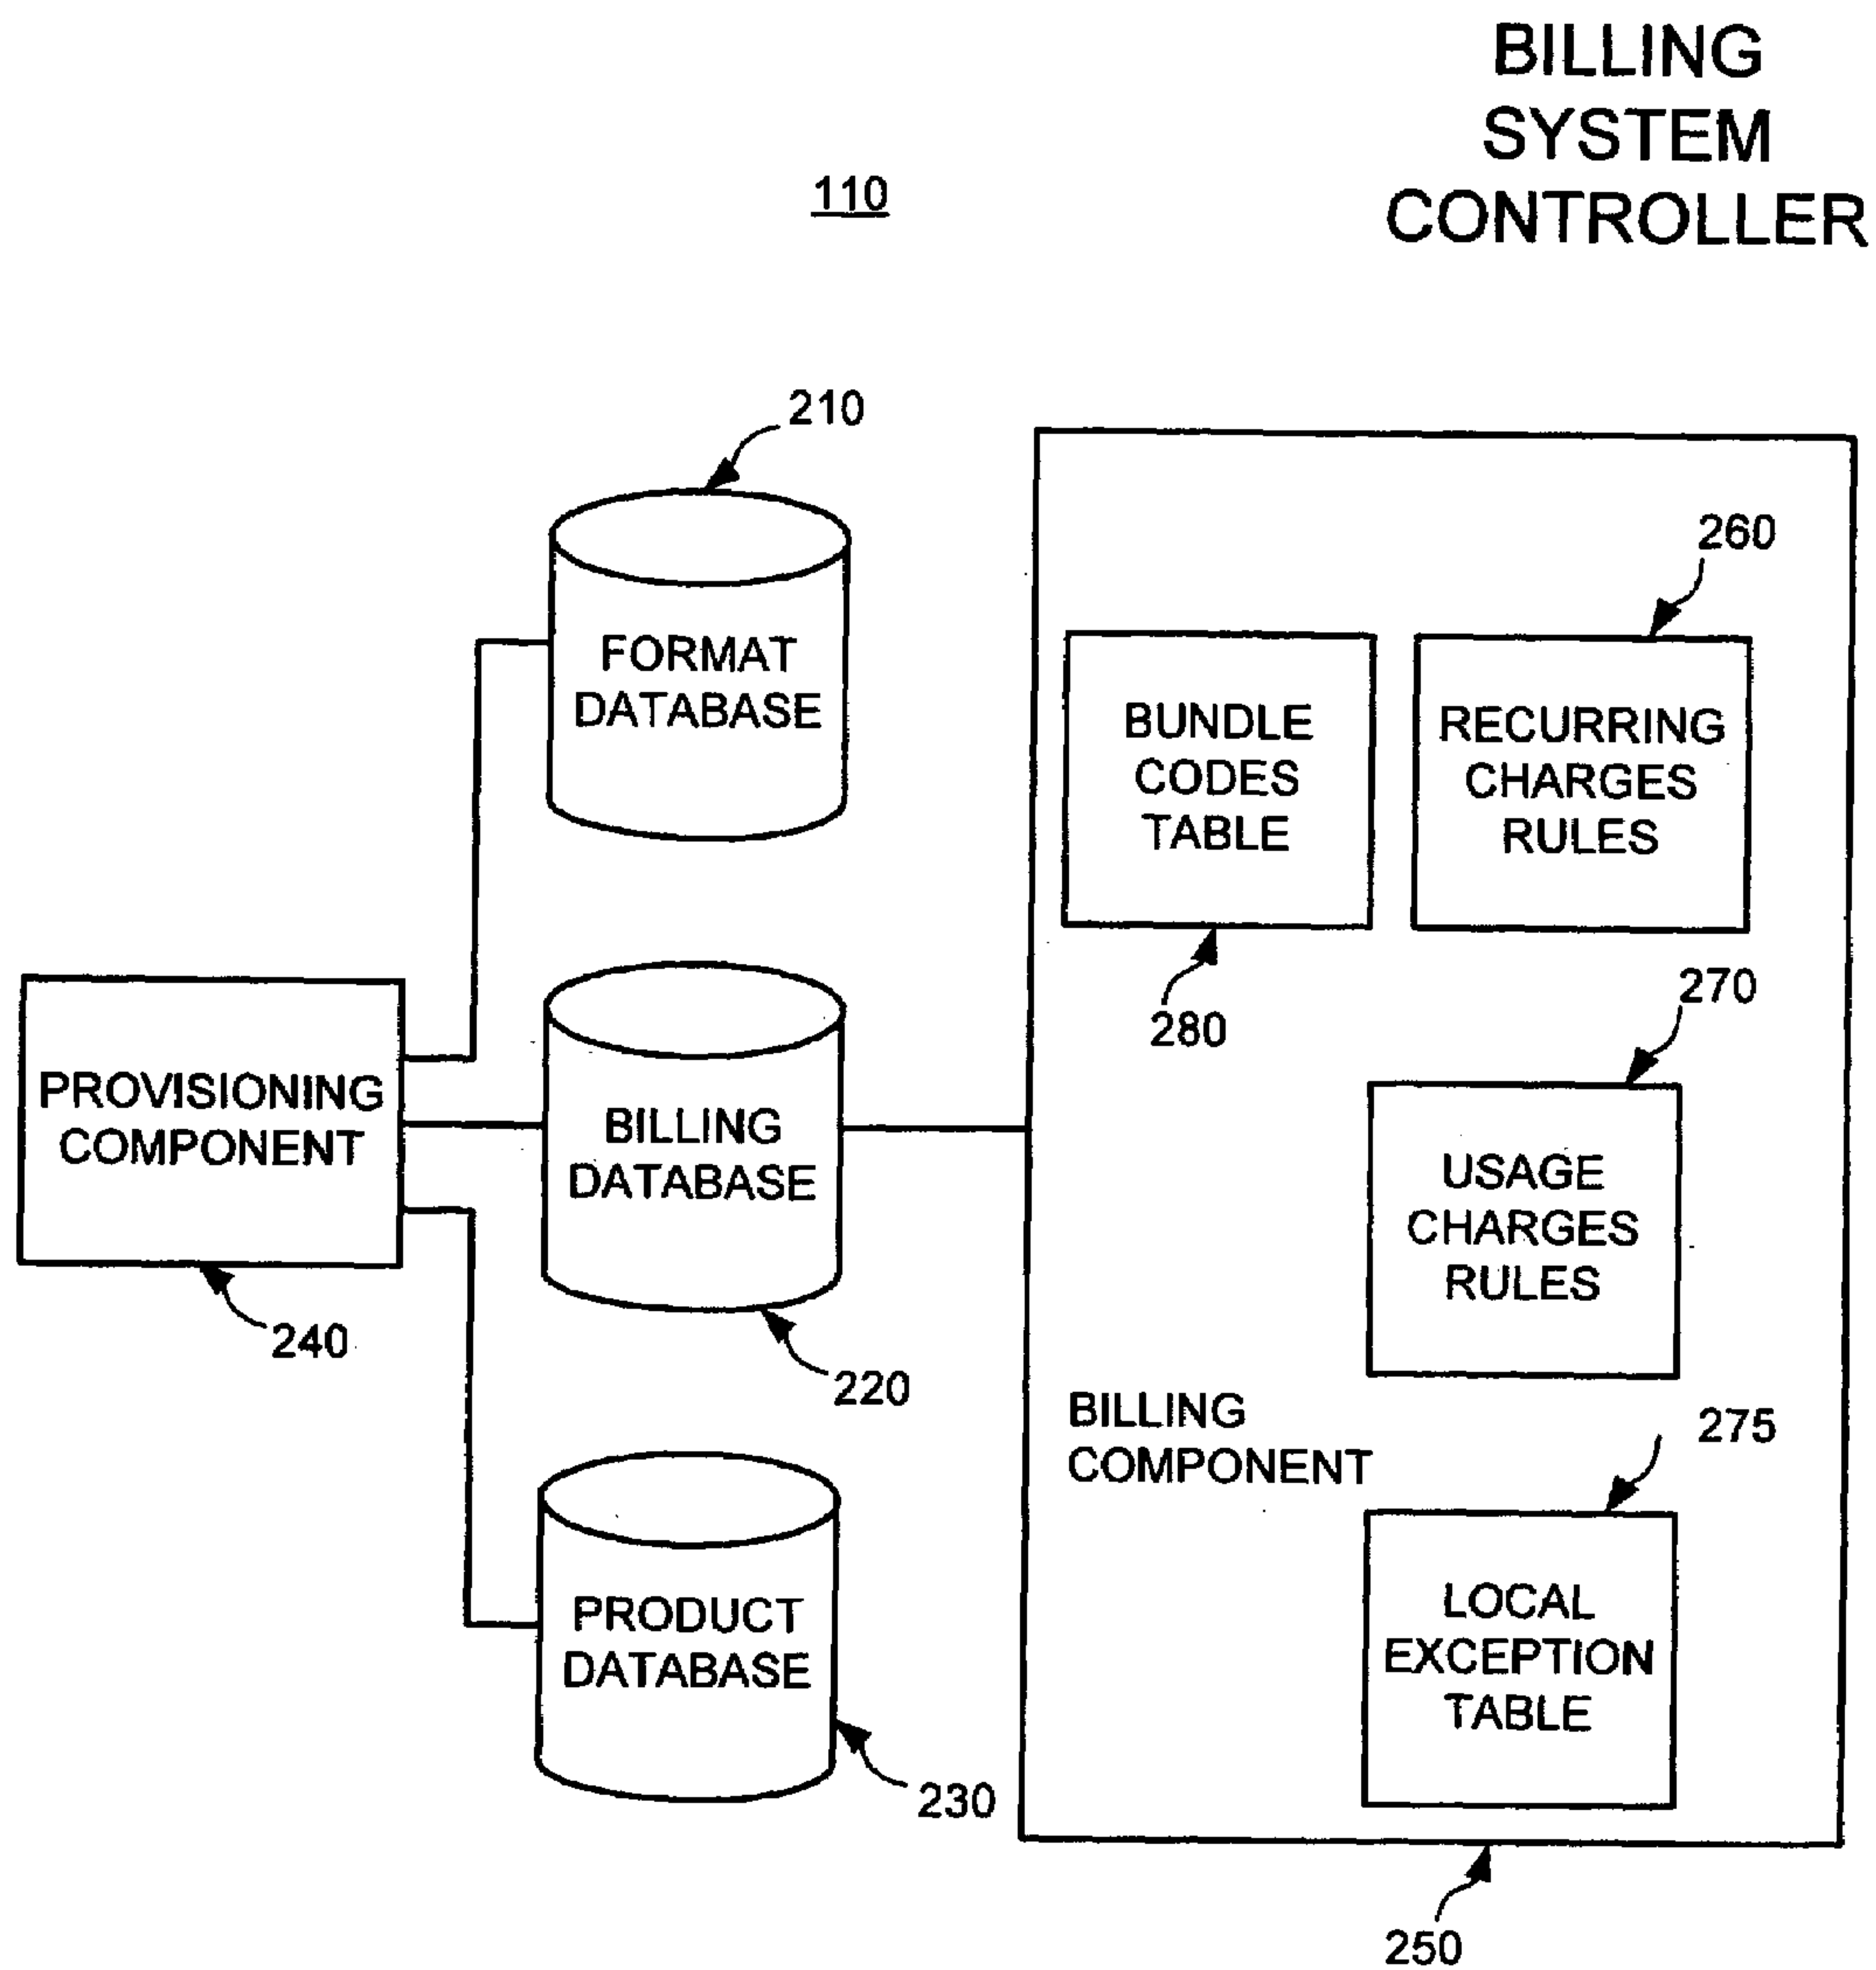 BILLING
SYSTEM
CONTROLLER
110
210
FORMAT
DATABASE
260
BUNDLE
CODES
TABLE
RECURRING
CHARGES
RULES
280
270
PROVISIONING
COMPONENT
240
BILLING
DATABASE
220
USAGE
CHARGES
RULES
BILLING
COMPONENT
275
PRODUCT
DATABASE
230
LOCAL
EXCEPTION
TABLE
250